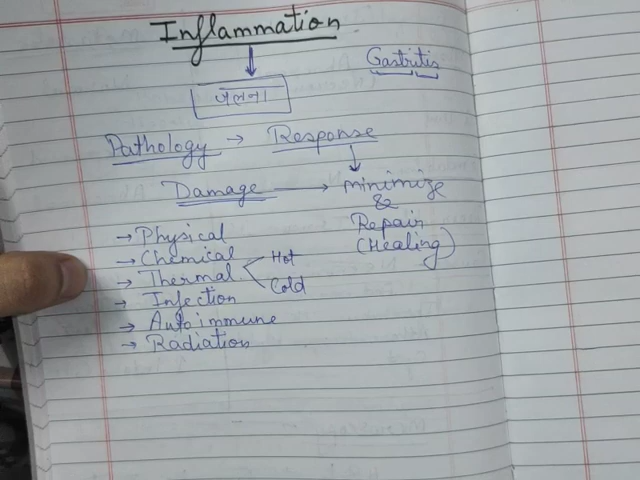 Inflammation
Gastritis
जलना
Pathology → Response
Damage → minimize
&
Repair
(Healing)
→ Physical
→ Chemical
→ Thermal < Hot
Cold
→ Infection
→ Autoimmune
→ Radiation